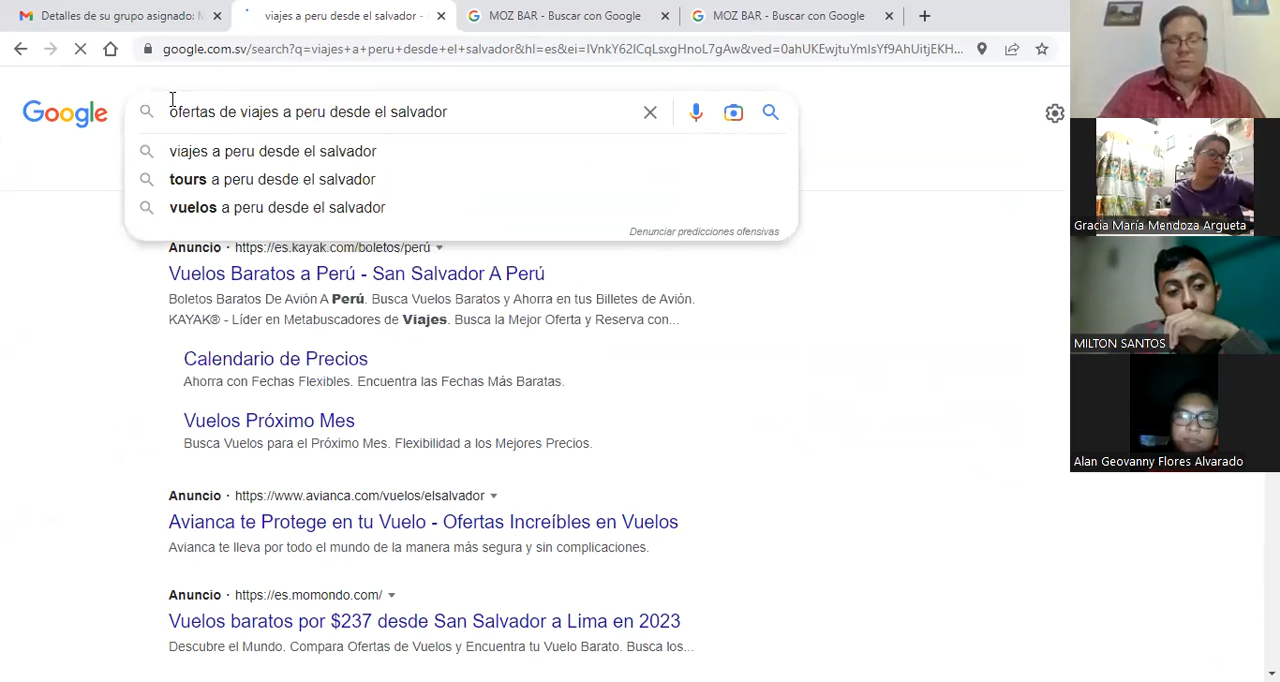 Detalles de su grupo asignado: M
viajes a peru desde el salvador -
MOZ BAR - Buscar con Google
MOZ BAR - Buscar con Google
google.com.sv/search?q=viajes+a+peru+desde+el+salvador&hl=es&ei=IVnkY62ICqLsxgHnoL7gAw&ved=0ahUKEwjtuYmIsYf9AhUitjEKH...
Google
ofertas de viajes a peru desde el salvador
viajes a peru desde el salvador
tours a peru desde el salvador
vuelos a peru desde el salvador
Denunciar predicciones ofensivas
Anuncio · https://es.kayak.com/boletos/perú
Vuelos Baratos a Perú - San Salvador A Perú
Boletos Baratos De Avión A Perú. Busca Vuelos Baratos y Ahorra en tus Billetes de Avión.
KAYAK® - Líder en Metabuscadores de Viajes. Busca la Mejor Oferta y Reserva con...
Calendario de Precios
Ahorra con Fechas Flexibles. Encuentra las Fechas Más Baratas.
Vuelos Próximo Mes
Busca Vuelos para el Próximo Mes. Flexibilidad a los Mejores Precios.
Anuncio · https://www.avianca.com/vuelos/elsalvador
Avianca te Protege en tu Vuelo - Ofertas Increíbles en Vuelos
Avianca te lleva por todo el mundo de la manera más segura y sin complicaciones.
Anuncio · https://es.momondo.com/
Vuelos baratos por $237 desde San Salvador a Lima en 2023
Descubre el Mundo. Compara Ofertas de Vuelos y Encuentra tu Vuelo Barato. Busca los...
Gracia María Mendoza Argueta
MILTON SANTOS
Alan Geovanny Flores Alvarado